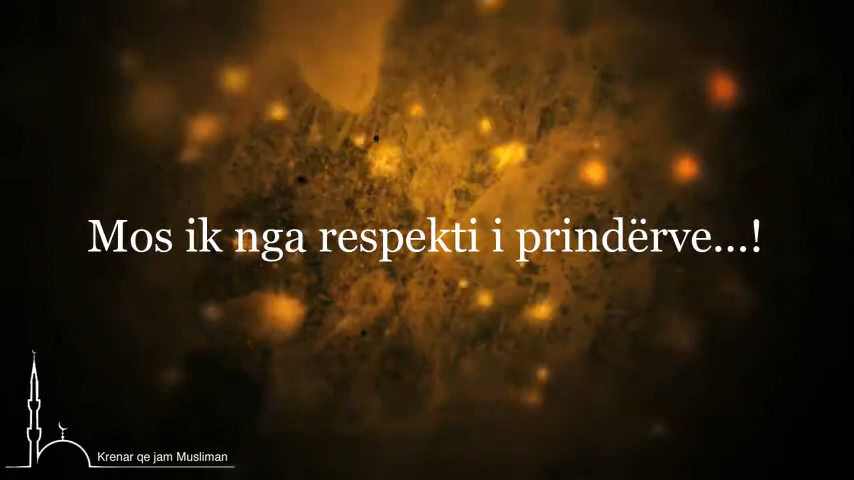 Mos ik nga respekti i prindërve...!
Krenar qe jam Musliman